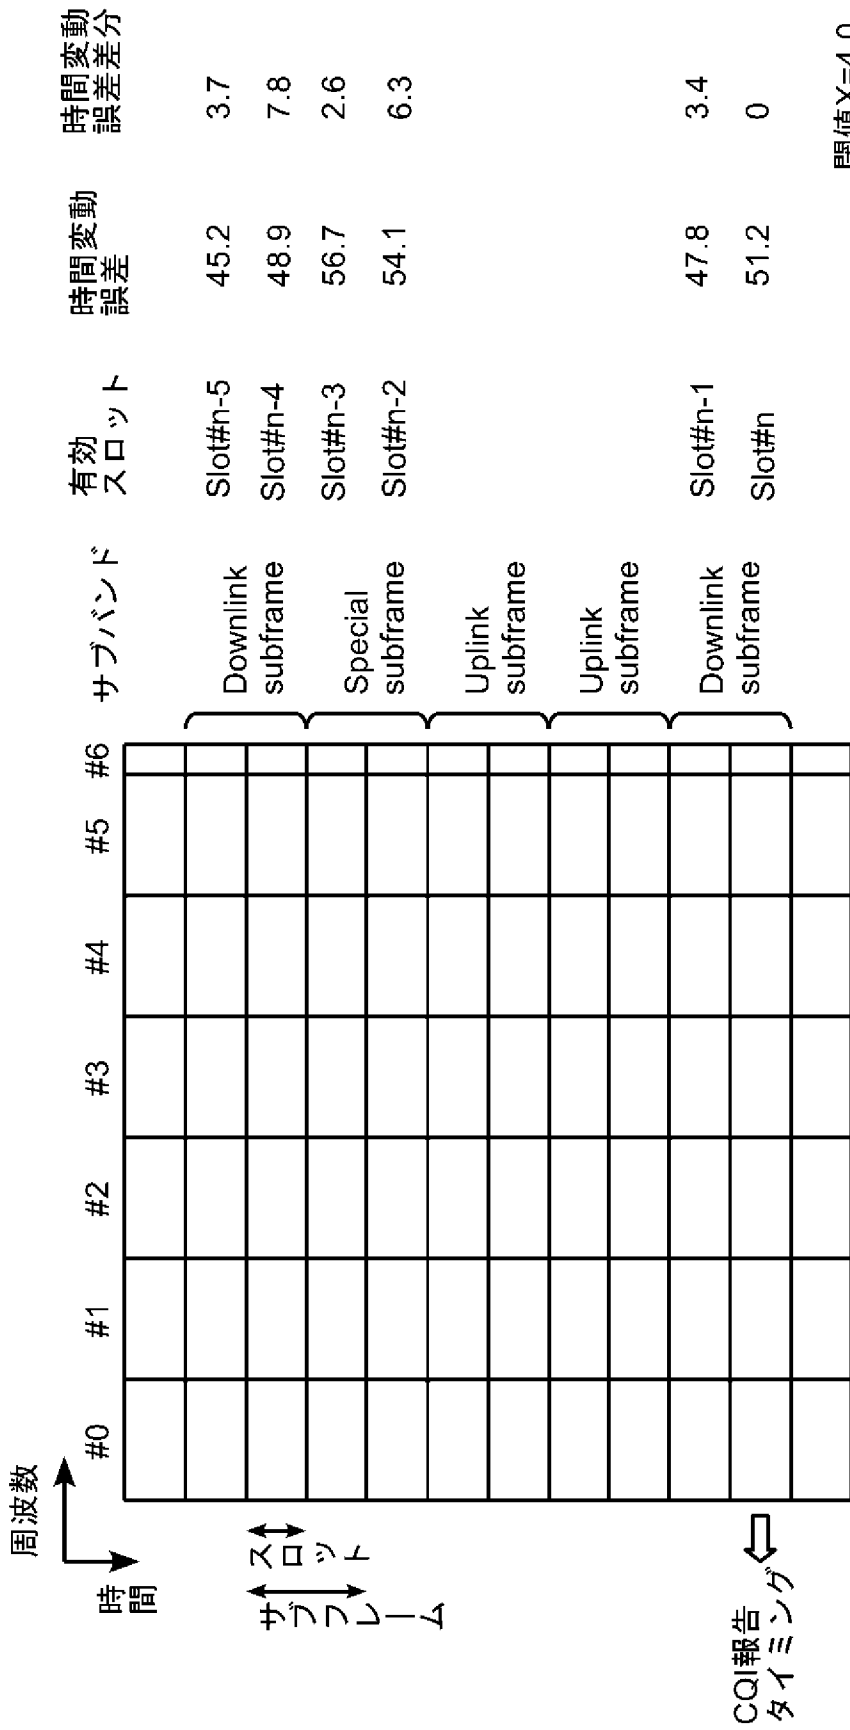 周波数
時間
サブバンド
有効
スロット
時間変動
誤差
時間変動
誤差差分
#0
#1
#2
#3
#4
#5
#6
スロット
サブフレーム
Downlink
subframe
Slot#n-5
45.2
3.7
Slot#n-4
48.9
7.8
Special
subframe
Slot#n-3
56.7
2.6
Slot#n-2
54.1
6.3
Uplink
subframe
Uplink
subframe
Downlink
subframe
Slot#n-1
47.8
3.4
Slot#n
51.2
0
CQI報告
タイミング
閾値X=4.0